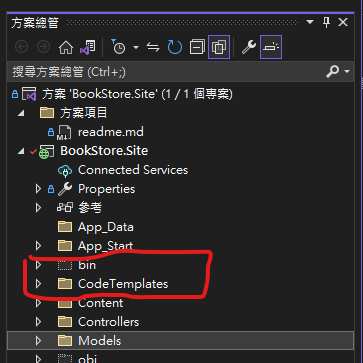 方案總管
搜尋方案總管 (Ctrl+;)
方案 'BookStore.Site' (1 / 1 個專案)
方案項目
readme.md
BookStore.Site
Connected Services
Properties
參考
App_Data
App_Start
bin
CodeTemplates
Content
Controllers
Models
obj